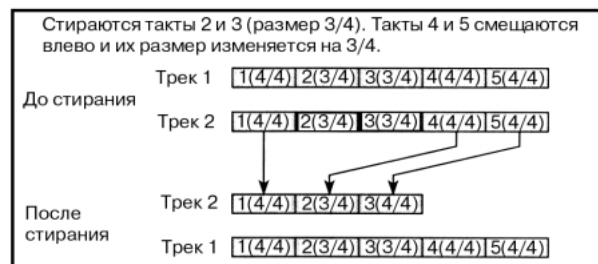 Стираются такты 2 и 3 (размер 3/4). Такты 4 и 5 смещаются
влево и их размер изменяется на 3/4.
До стирания
Трек 1 1(4/4) 2(3/4) 3(3/4) 4(4/4) 5(4/4)
Трек 2 1(4/4) 2(3/4) 3(3/4) 4(4/4) 5(4/4)
После
стирания
Трек 2 1(4/4) 2(3/4) 3(4/4)
Трек 1 1(4/4) 2(3/4) 3(3/4) 4(4/4) 5(4/4)